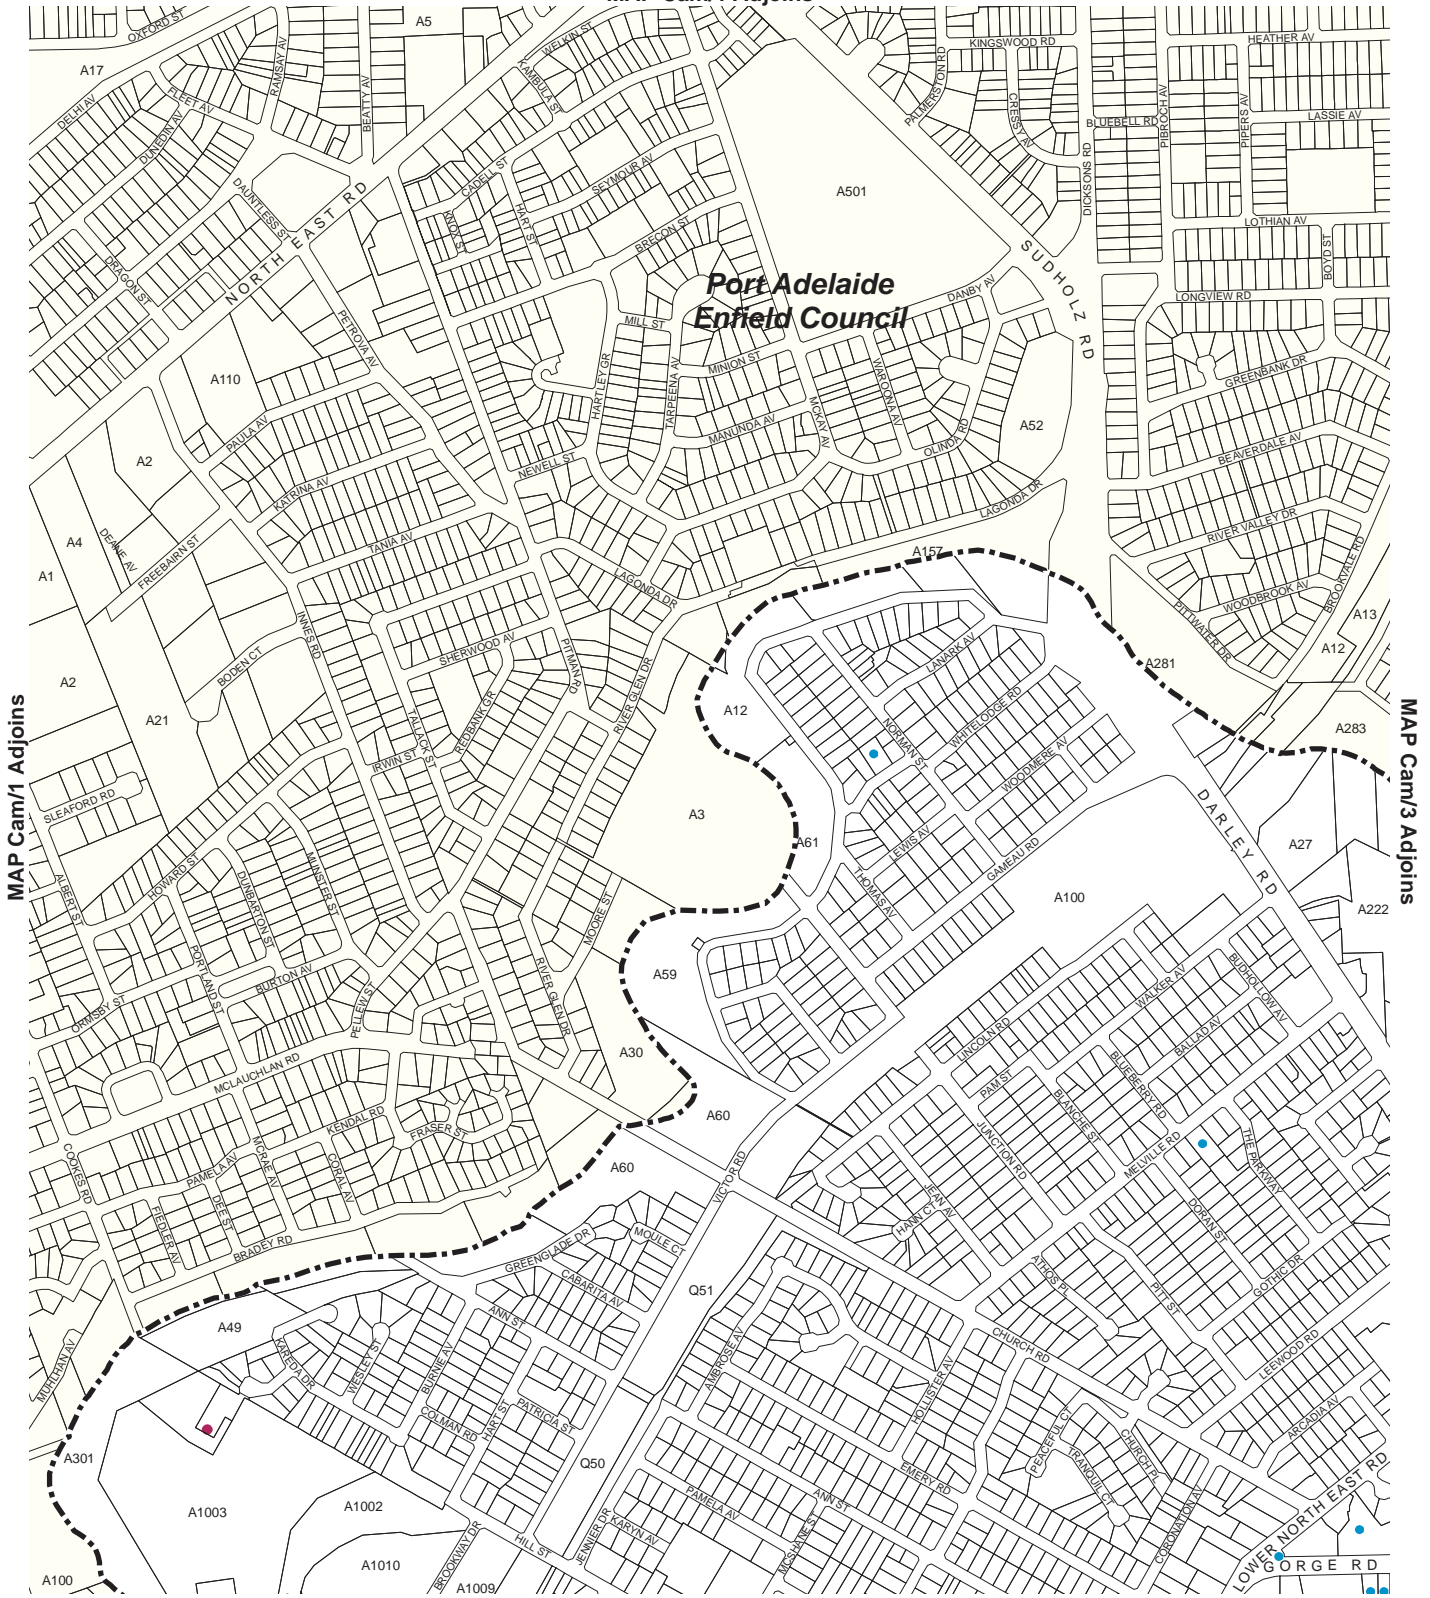 OXFORD ST
A5
WELKIN ST
KINGSWOOD RD
HEATHER AV
A17
RAMSAY AV
KAMBULA ST
PALMERSTON RD
DELHI AV
FLEET AV
BEATTY AV
CRESSY AV
BLUEBELL RD
PIBROCH AV
PIPERS AV
LASSIE AV
DUNEDIN AV
DAUNTLESS ST
CADELL ST
SEYMOUR AV
A501
DICKSONS RD
NORTH EAST RD
KNOX ST
HART ST
BRECON ST
LOTHIAN AV
BOYD ST
DRAGON ST
SUDHOLZ RD
Port Adelaide
Enfield Council
DANBY AV
LONGVIEW RD
PETROVA AV
MILL ST
MINION ST
A110
HARTLEY GR
TARPEENA AV
WAROONA AV
GREENBANK DR
PAULA AV
MCKAY AV
A52
MANUNDA AV
OLINDA RD
BEAVERDALE AV
A2
NEWELL ST
KATRINA AV
LAGONDA DR
RIVER VALLEY DR
A4
DEANE AV
FREEBAIRN ST
TANIA AV
A157
A1
LAGONDA DR
WOODBROOK AV
BROOKVALE RD
PITTWATER DR
A13
INNES RD
SHERWOOD AV
PITMAN RD
LANARK AV
A12
A281
BODEN CT
A2
RIVER GLEN DR
A21
TALLACK ST
REDBANK GR
A12
NORMAN ST
WHITELODGE RD
A283
MAP Cam/1 Adjoins
MAP Cam/3 Adjoins
IRWIN ST
WOODMERE AV
SLEAFORD RD
A3
DARLEY RD
A61
LEWIS AV
GAMEAU RD
A27
HOWARD ST
MUNSTER ST
DUNBARTON ST
ALBERT ST
THOMAS AV
A100
A222
MOORE ST
PORTLAND ST
BURTON AV
RIVER GLEN DR
A59
ORMSBY ST
PELLEW ST
WALKER AV
BUDHOLLOW AV
LINCOLN RD
BALLAD AV
A30
MCLAUCHLAN RD
PAM ST
BLUEBERRY RD
BLANCHE ST
A60
KENDAL RD
FRASER ST
JUNCTION RD
MELVILLE RD
THE PARKWAY
COOKES RD
PAMELA AV
MCRAE AV
CORAL AV
A60
VICTOR RD
JEAN AV
HANN CT
DORAN ST
FIEDLER AV
DEE ST
BRADEY RD
GREENGLADE DR
MOULE CT
CABARITA AV
ATHOS PL
PITT ST
GOTHIC DR
Q51
A49
ANN ST
KAREDA DR
WESLEY ST
BURNIE AV
AMBROSE AV
CHURCH RD
LEEWOOD RD
MUHLHAN AV
HOLLISTER AV
COLMAN RD
HART ST
PATRICIA ST
PEACEFUL CT
TRANQUIL CT
CHURCH PL
ARCADIA AV
A301
Q50
EMERY RD
A1003
A1002
PAMELA AV
ANN ST
CORONATION AV
LOWER NORTH EAST RD
KARYN AV
JENNIER DR
MCSHANE ST
HILL ST
BROOKWAY DR
A1010
A1009
A100
GORGE RD